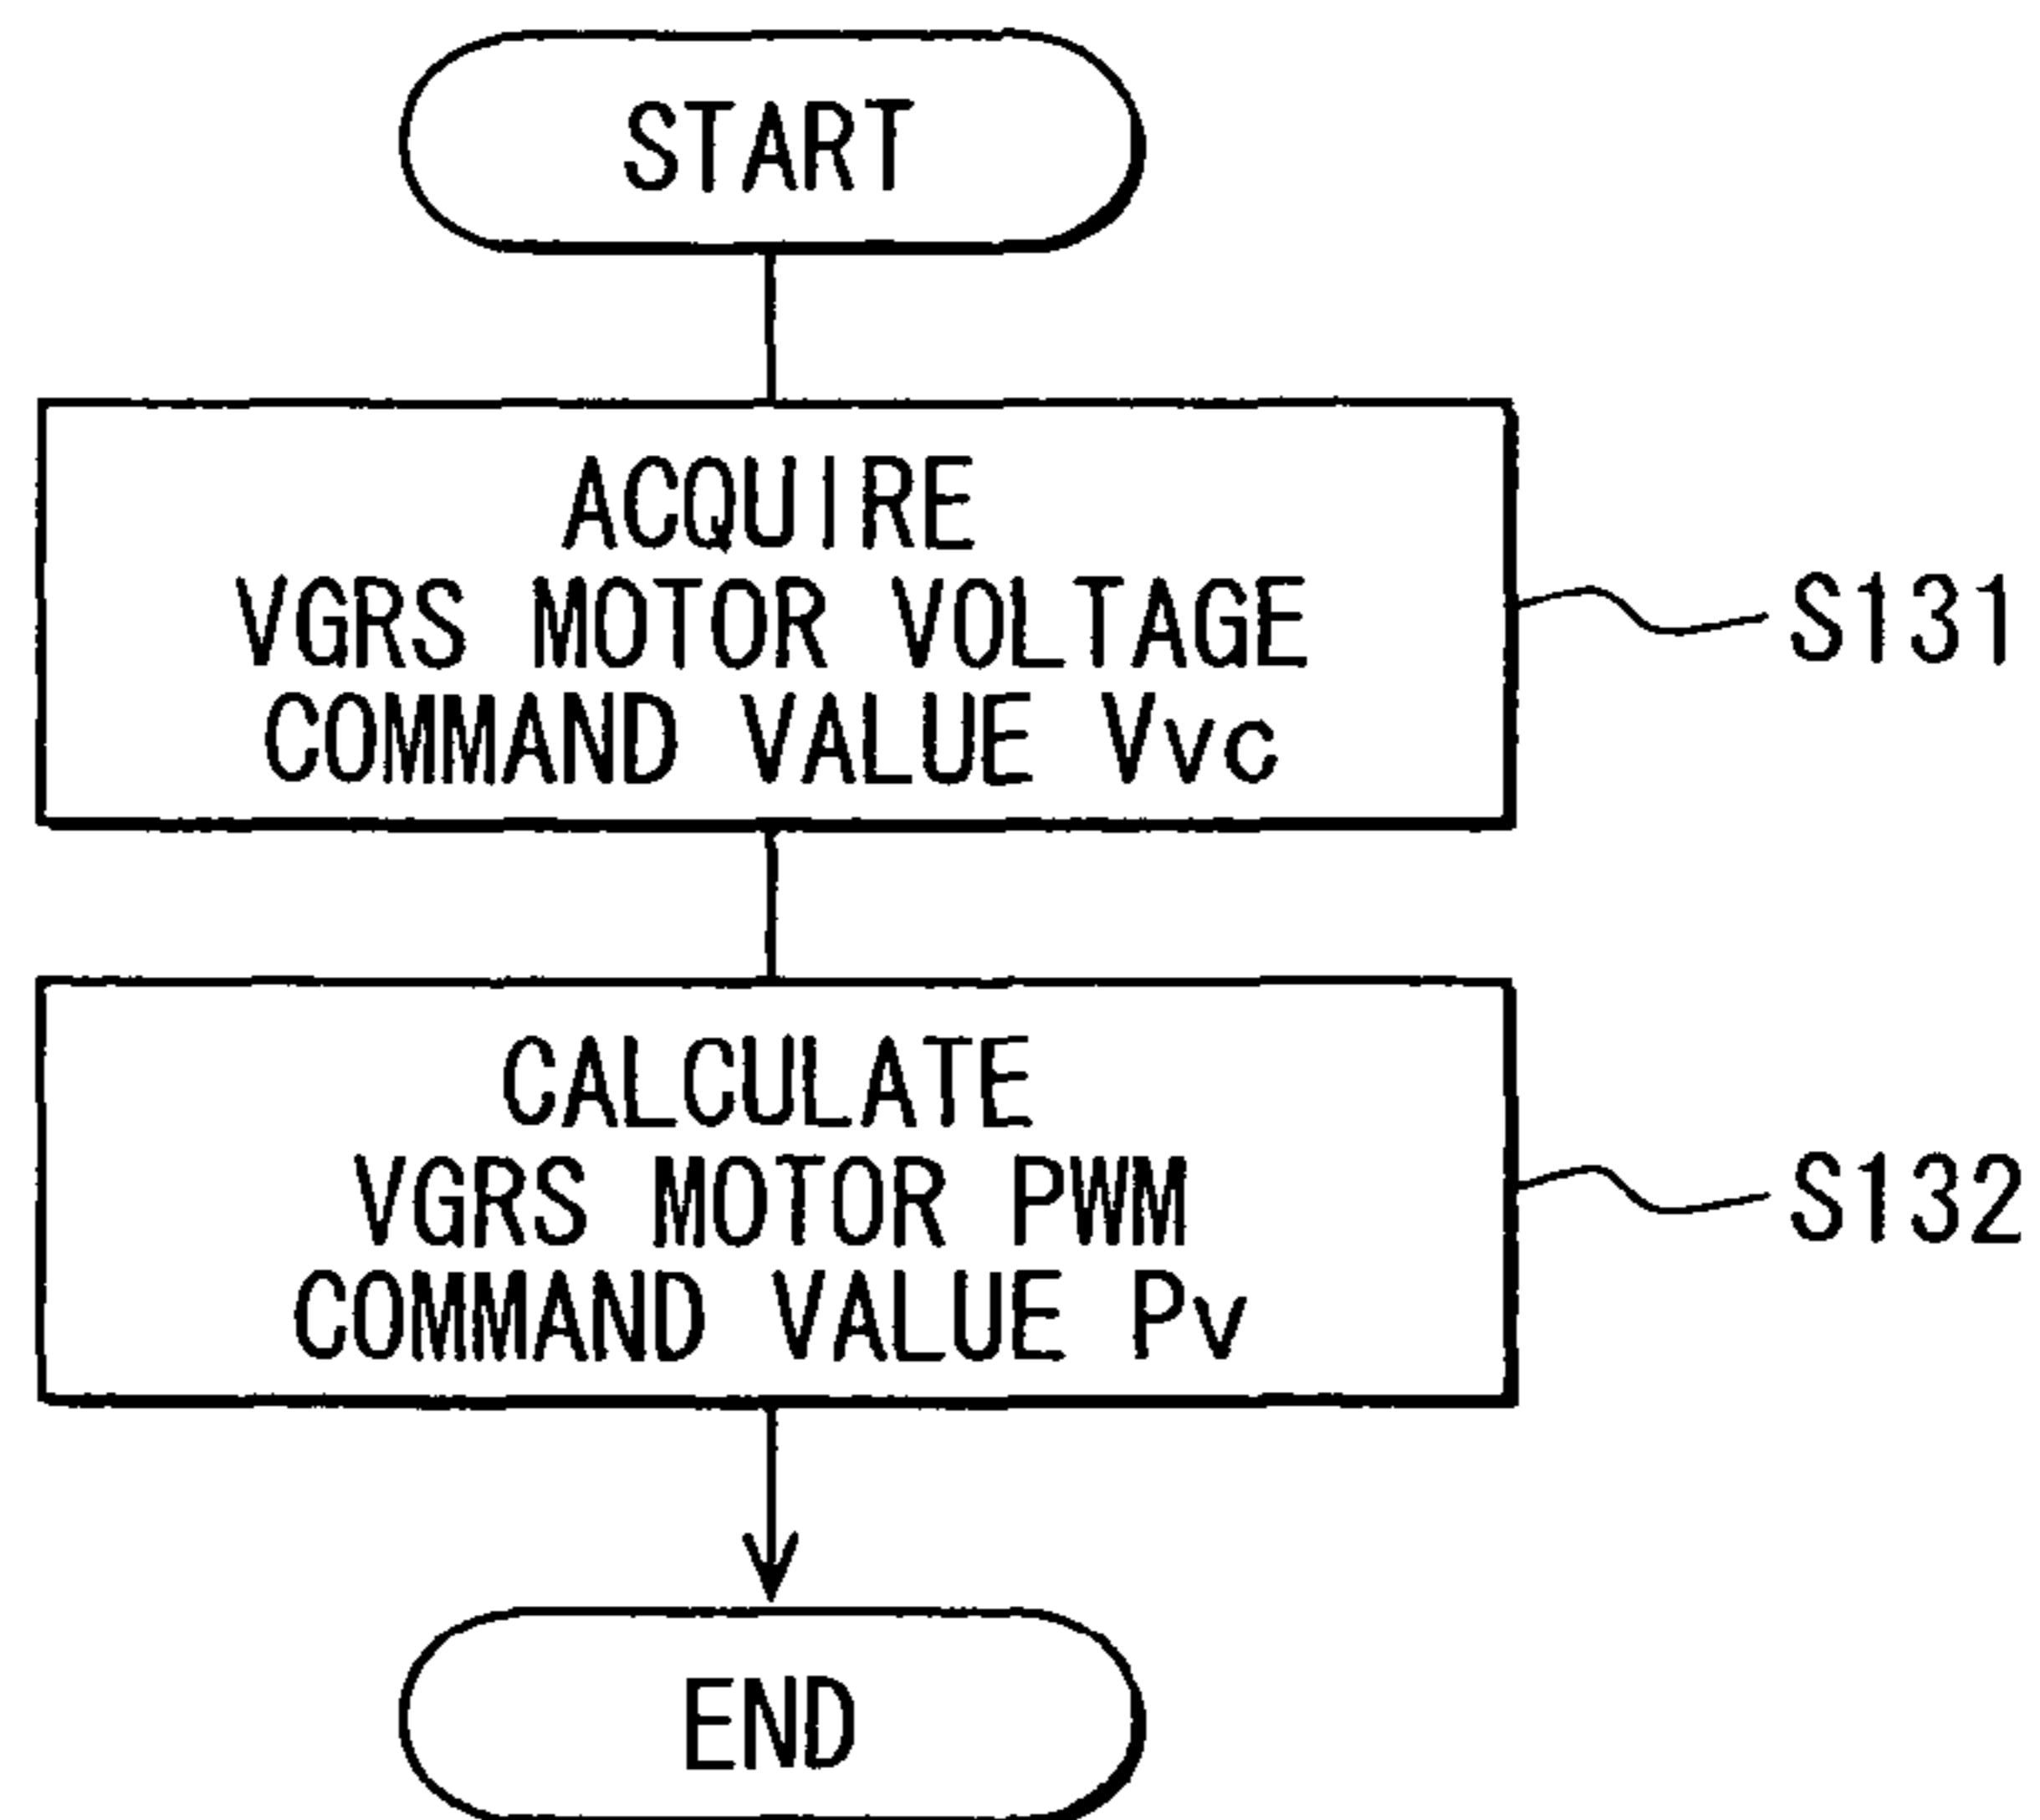 START
ACQUIRE
VGRS MOTOR VOLTAGE
COMMAND VALUE Vvc
S131
CALCULATE
VGRS MOTOR PWM
COMMAND VALUE Pv
S132
END